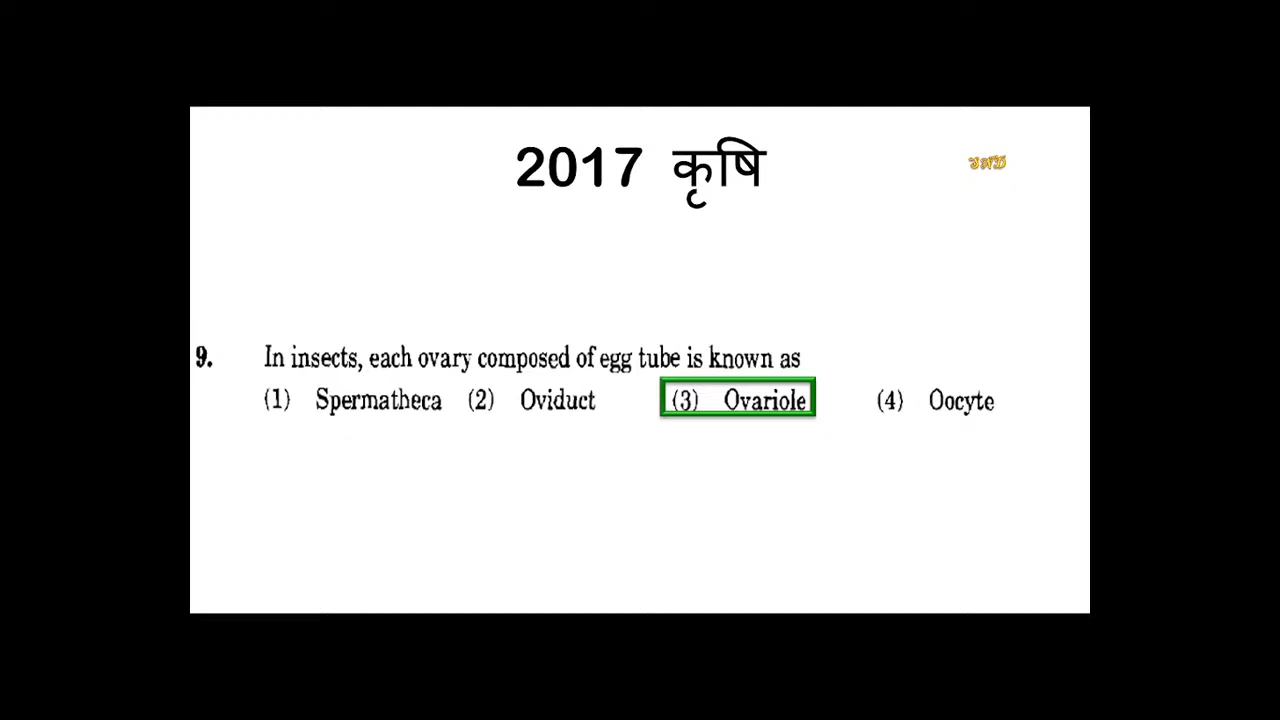 2017 कृषि
9. In insects, each ovary composed of egg tube is known as
(1) Spermatheca (2) Oviduct (3) Ovariole (4) Oocyte